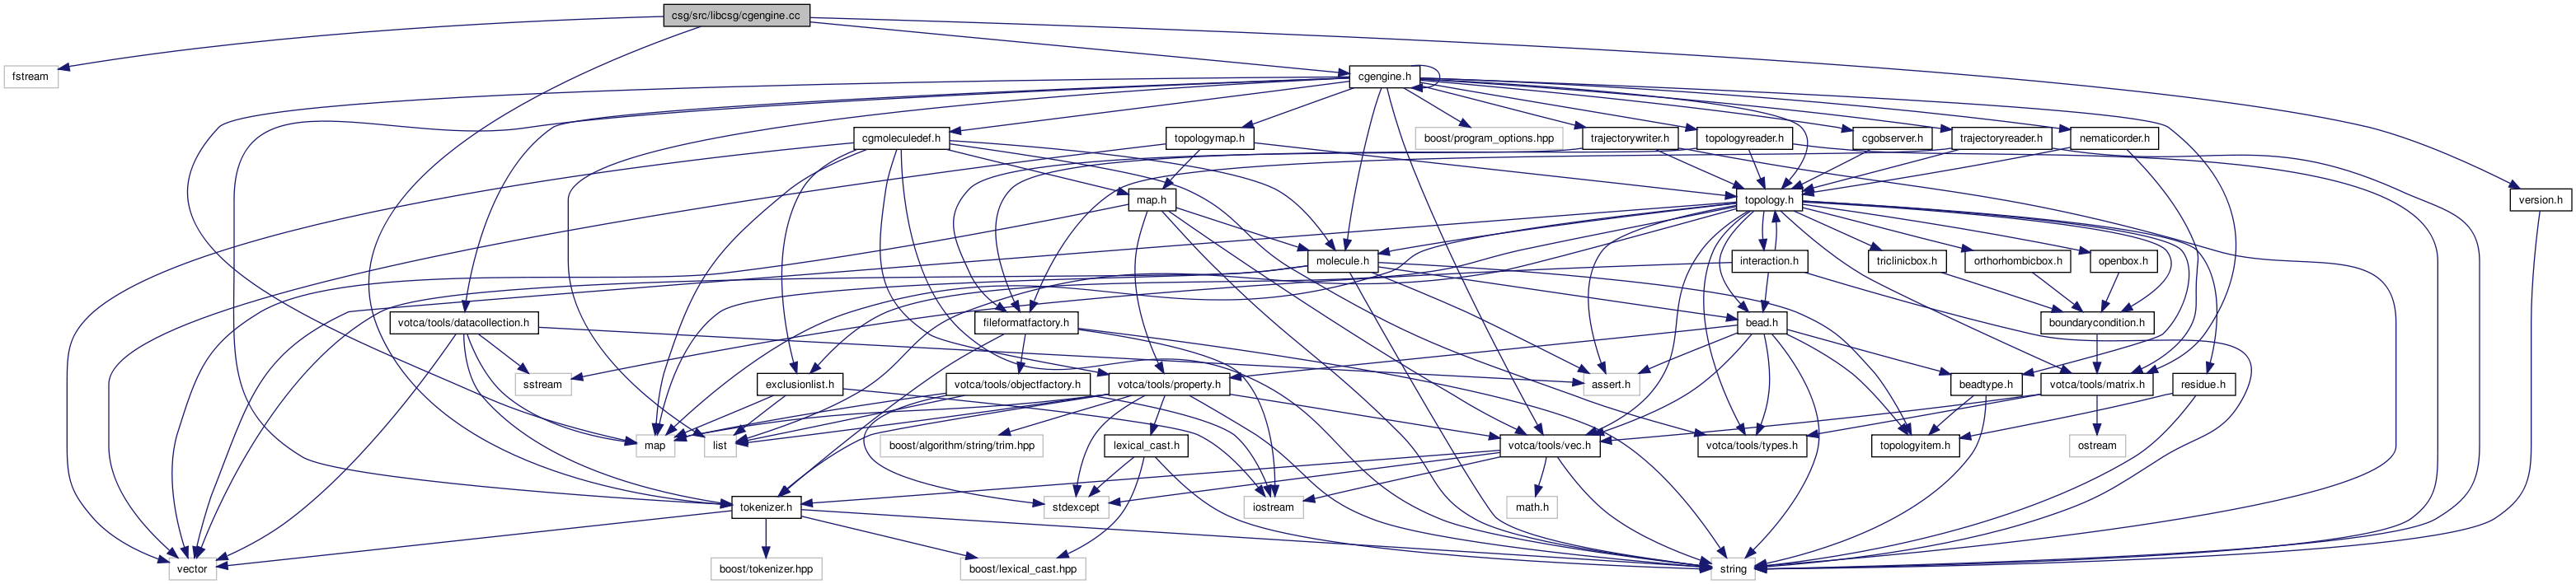 csg/src/libcsg/cgengine.cc
fstream
cgengine.h
cgmoleculedef.h
topologymap.h
boost/program_options.hpp
trajectorywriter.h
topologyreader.h
cgobserver.h
trajectoryreader.h
nematicorder.h
map.h
topology.h
version.h
molecule.h
interaction.h
triclinicbox.h
orthorhombicbox.h
openbox.h
votca/tools/datacollection.h
fileformatfactory.h
bead.h
boundarycondition.h
sstream
exclusionlist.h
votca/tools/objectfactory.h
votca/tools/property.h
assert.h
beadtype.h
votca/tools/matrix.h
residue.h
map
list
boost/algorithm/string/trim.hpp
lexical_cast.h
votca/tools/vec.h
votca/tools/types.h
topologyitem.h
ostream
tokenizer.h
stdexcept
iostream
math.h
vector
boost/tokenizer.hpp
boost/lexical_cast.hpp
string